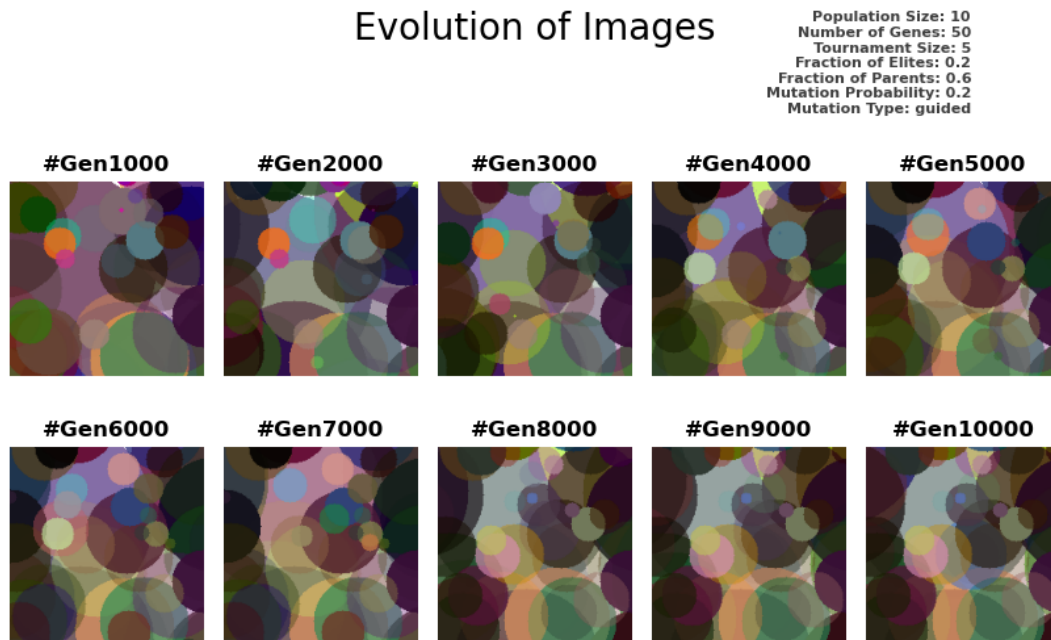 Evolution of Images
Population Size: 10
Number of Genes: 50
Tournament Size: 5
Fraction of Elites: 0.2
Fraction of Parents: 0.6
Mutation Probability: 0.2
Mutation Type: guided
#Gen1000
#Gen2000
#Gen3000
#Gen4000
#Gen5000
#Gen6000
#Gen7000
#Gen8000
#Gen9000
#Gen10000